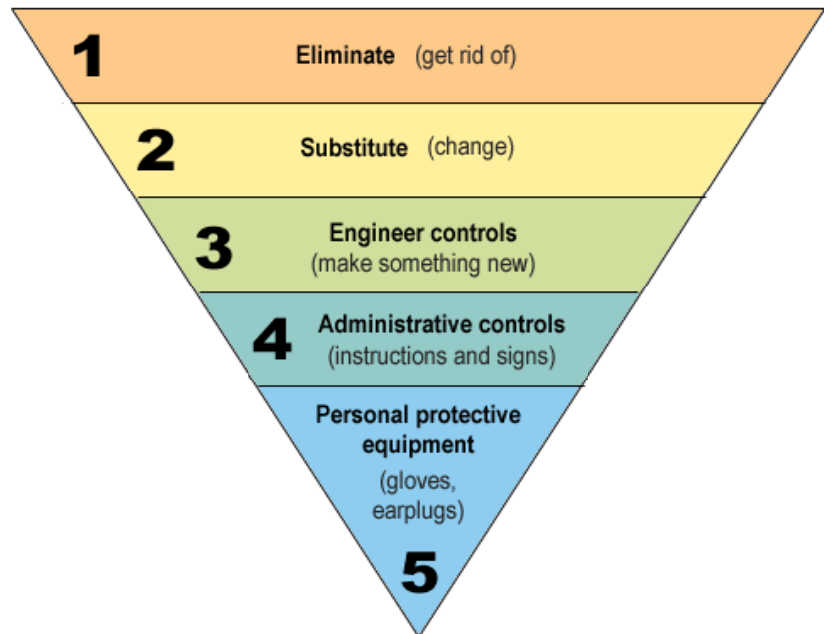 1 Eliminate (get rid of)
2 Substitute (change)
3 Engineer controls
(make something new)
4 Administrative controls
(instructions and signs)
Personal protective
equipment
(gloves,
earplugs)
5